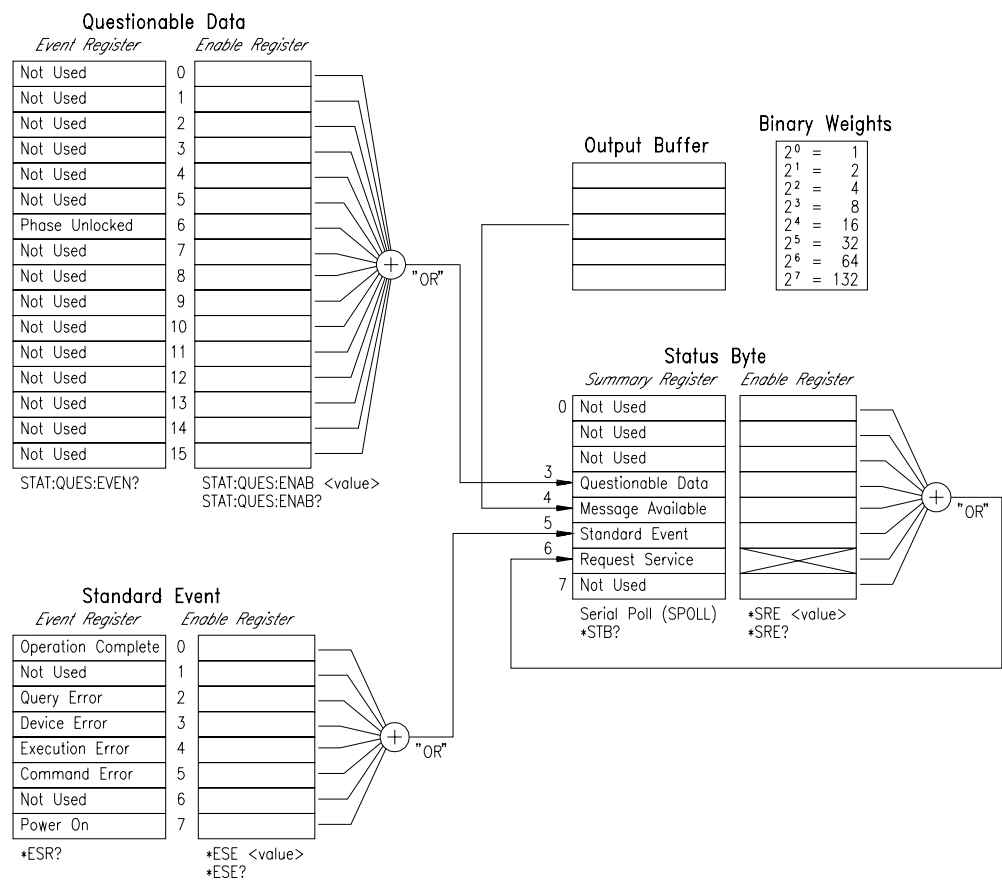 Questionable Data
Event Register Enable Register
Not Used 0
Not Used 1
Not Used 2
Not Used 3
Not Used 4
Not Used 5
Phase Unlocked 6
Not Used 7
Not Used 8
Not Used 9
Not Used 10
Not Used 11
Not Used 12
Not Used 13
Not Used 14
Not Used 15
+
"OR"
STAT:QUES:EVEN?
STAT:QUES:ENAB <value>
STAT:QUES:ENAB?
Output Buffer
Binary Weights
2⁰ = 1
2¹ = 2
2² = 4
2³ = 8
2⁴ = 16
2⁵ = 32
2⁶ = 64
2⁷ = 132
Status Byte
Summary Register Enable Register
0 Not Used
Not Used
Not Used
3 Questionable Data
4 Message Available
5 Standard Event
6 Request Service
7 Not Used
+
"OR"
Serial Poll (SPOLL)
*STB?
*SRE <value>
*SRE?
Standard Event
Event Register Enable Register
Operation Complete 0
Not Used 1
Query Error 2
Device Error 3
Execution Error 4
Command Error 5
Not Used 6
Power On 7
+
"OR"
*ESR?
*ESE <value>
*ESE?